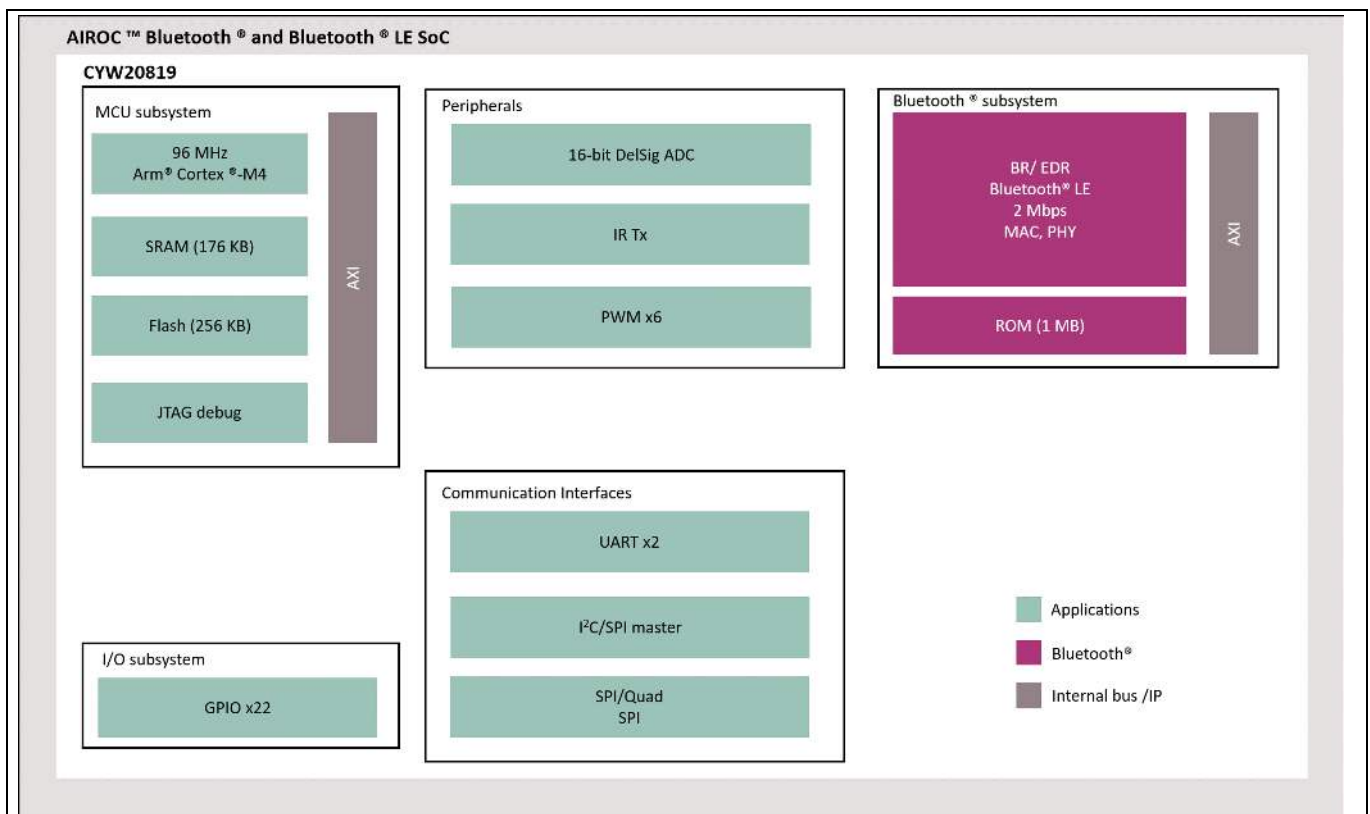 AIROC ™ Bluetooth ® and Bluetooth ® LE SoC
CYW20819
MCU subsystem
96 MHz
Arm® Cortex ®-M4
SRAM (176 KB)
Flash (256 KB)
JTAG debug
AXI
Peripherals
16-bit DelSig ADC
IR Tx
PWM x6
Bluetooth ® subsystem
BR/ EDR
Bluetooth® LE
2 Mbps
MAC, PHY
ROM (1 MB)
AXI
Communication Interfaces
UART x2
I²C/SPI master
SPI/Quad
SPI
I/O subsystem
GPIO x22
Applications
Bluetooth®
Internal bus /IP